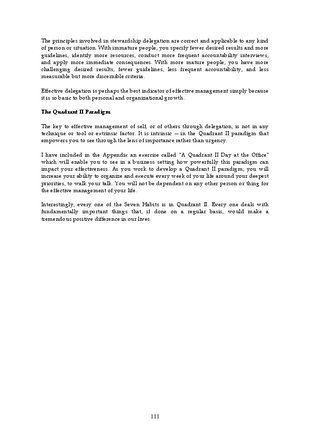 The principles involved in stewardship delegation are correct and applicable to any kind
of person or situation. With immature people, you specify fewer desired results and more
guidelines, identify more resources, conduct more frequent accountability interviews,
and apply more immediate consequences. With more mature people, you have more
challenging desired results, fewer guidelines, less frequent accountability, and less
measurable but more discernible criteria.
Effective delegation is perhaps the best indicator of effective management simply because
it is so basic to both personal and organizational growth.
The Quadrant II Paradigm
The key to effective management of self, or of others through delegation, is not in any
technique or tool or extrinsic factor. It is intrinsic -- in the Quadrant II paradigm that
empowers you to see through the lens of importance rather than urgency.
I have included in the Appendix an exercise called "A Quadrant II Day at the Office"
which will enable you to see in a business setting how powerfully this paradigm can
impact your effectiveness. As you work to develop a Quadrant II paradigm, you will
increase your ability to organize and execute every week of your life around your deepest
priorities, to walk your talk. You will not be dependent on any other person or thing for
the effective management of your life.
Interestingly, every one of the Seven Habits is in Quadrant II. Every one deals with
fundamentally important things that, if done on a regular basis, would make a
tremendous positive difference in our lives.
111